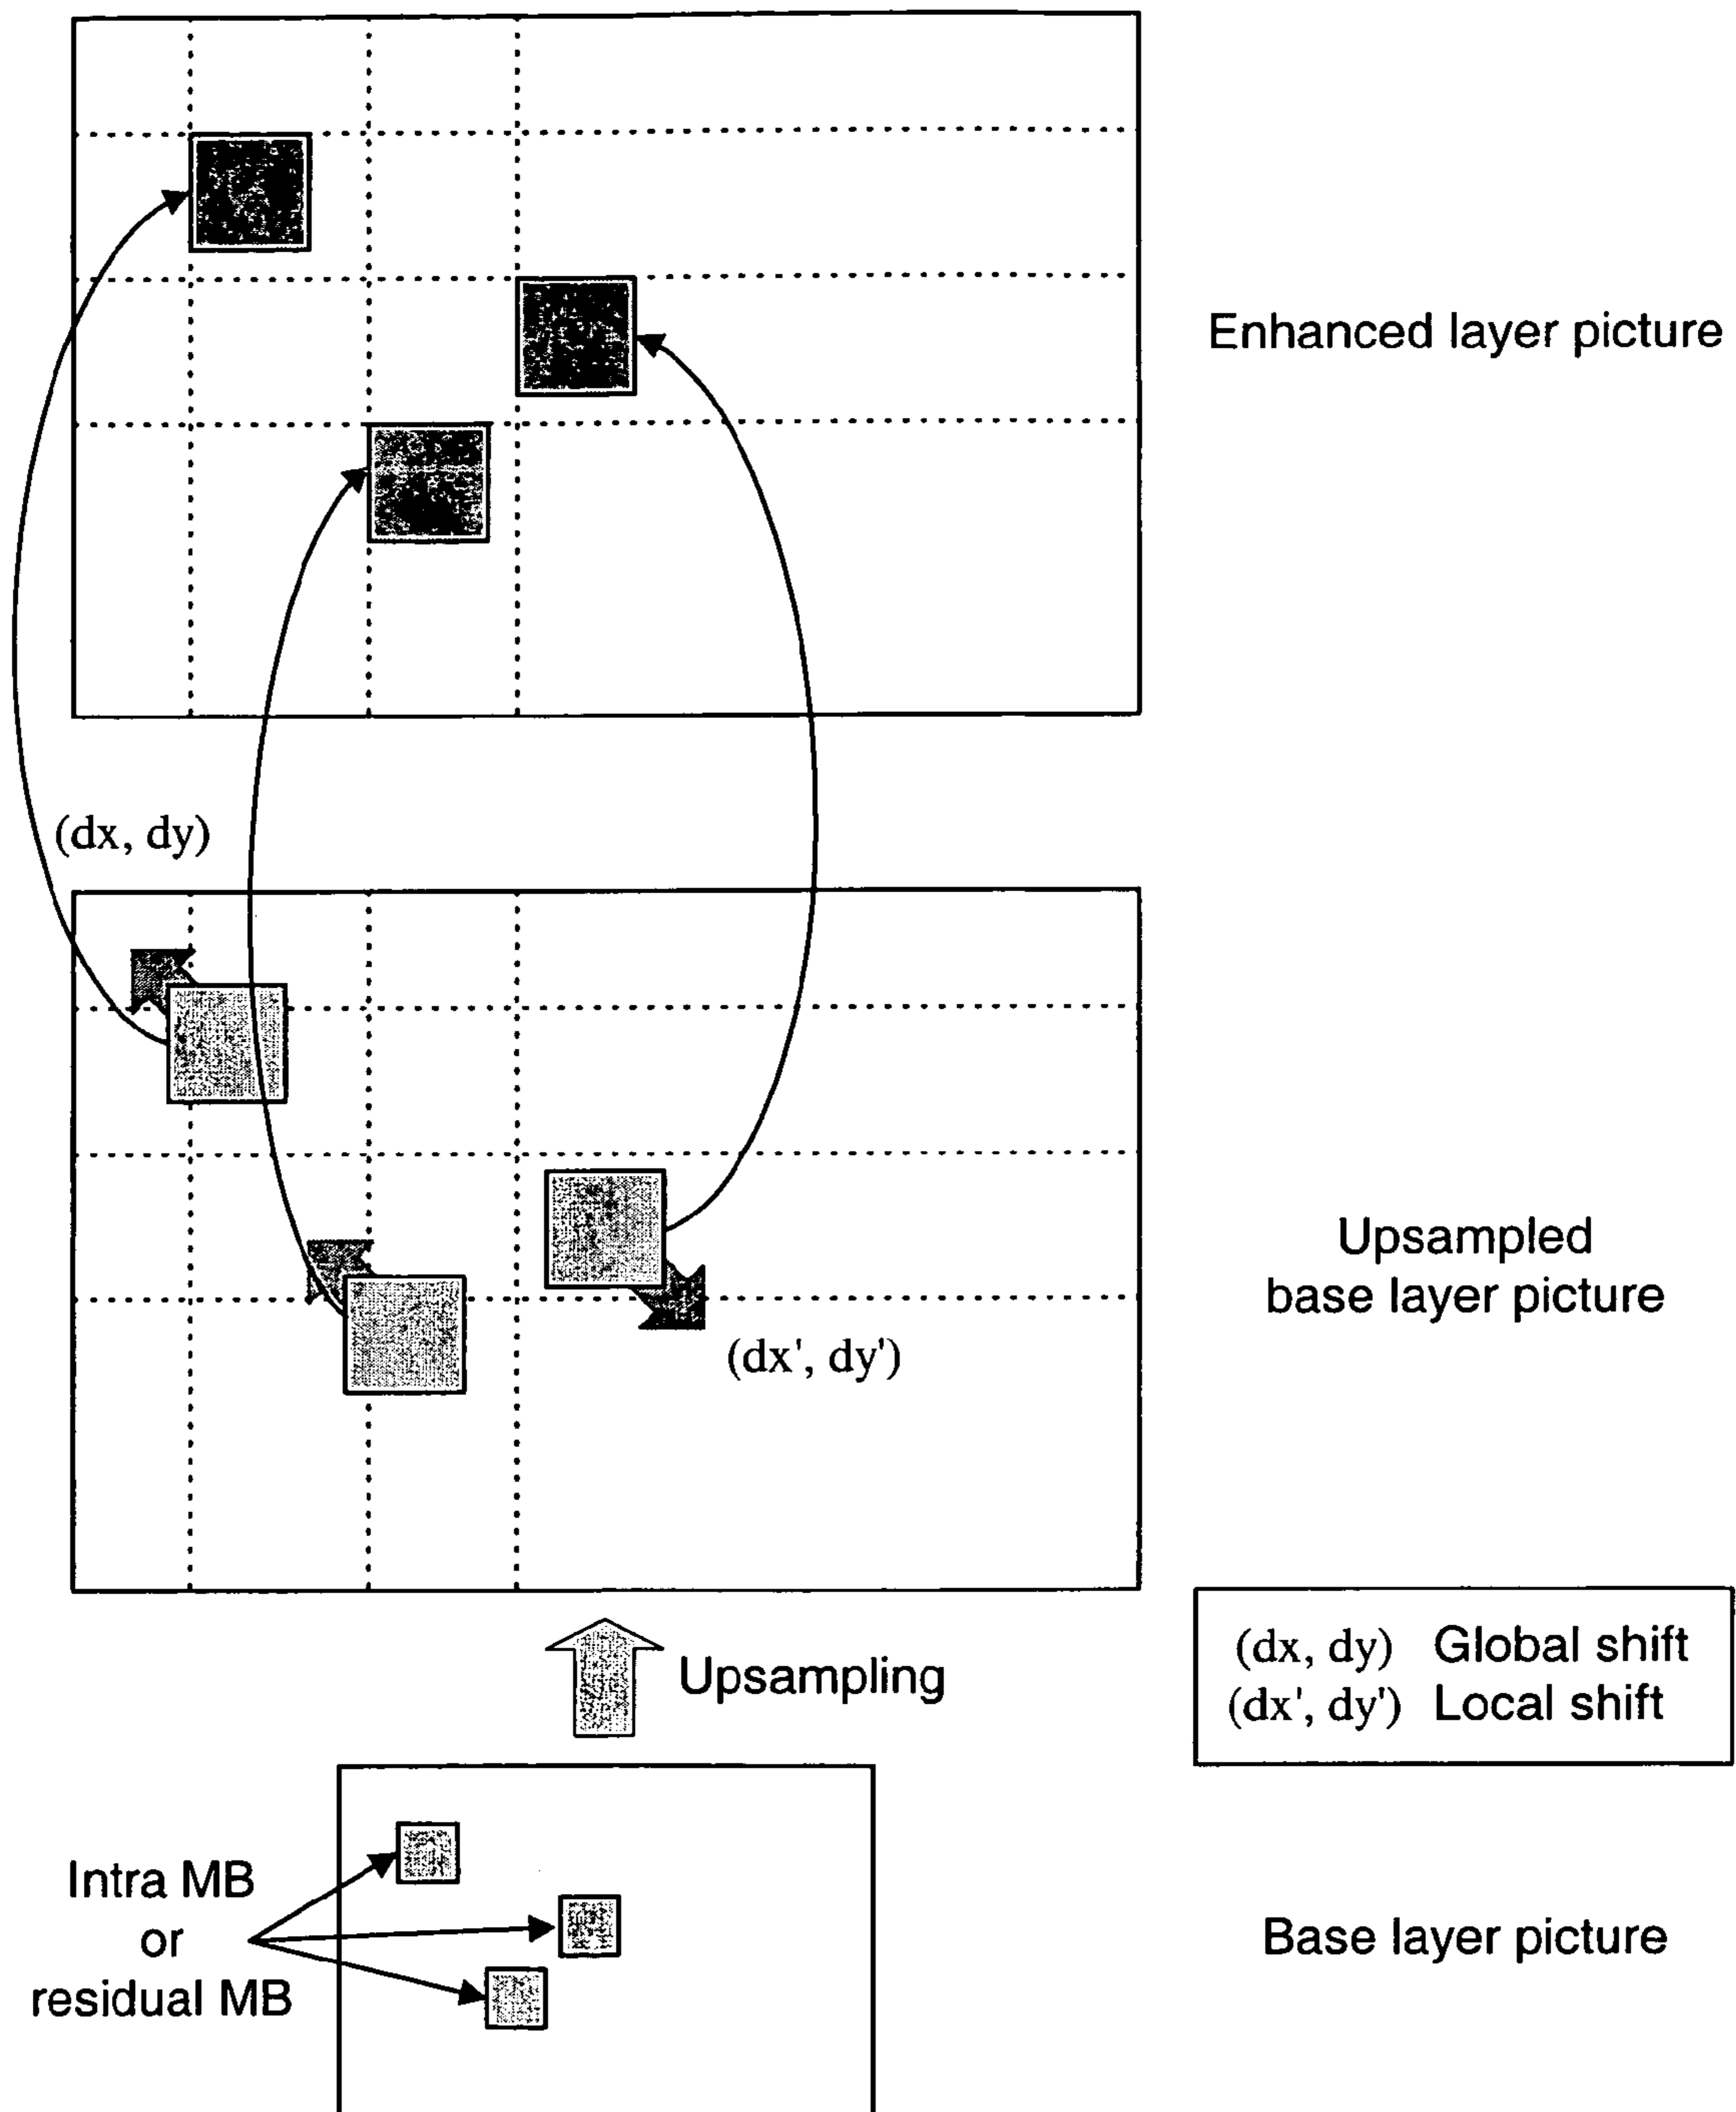 Enhanced layer picture
(dx, dy)
Upsampled
base layer picture
(dx', dy')
Upsampling
(dx, dy) Global shift
(dx', dy') Local shift
Intra MB
or
residual MB
Base layer picture